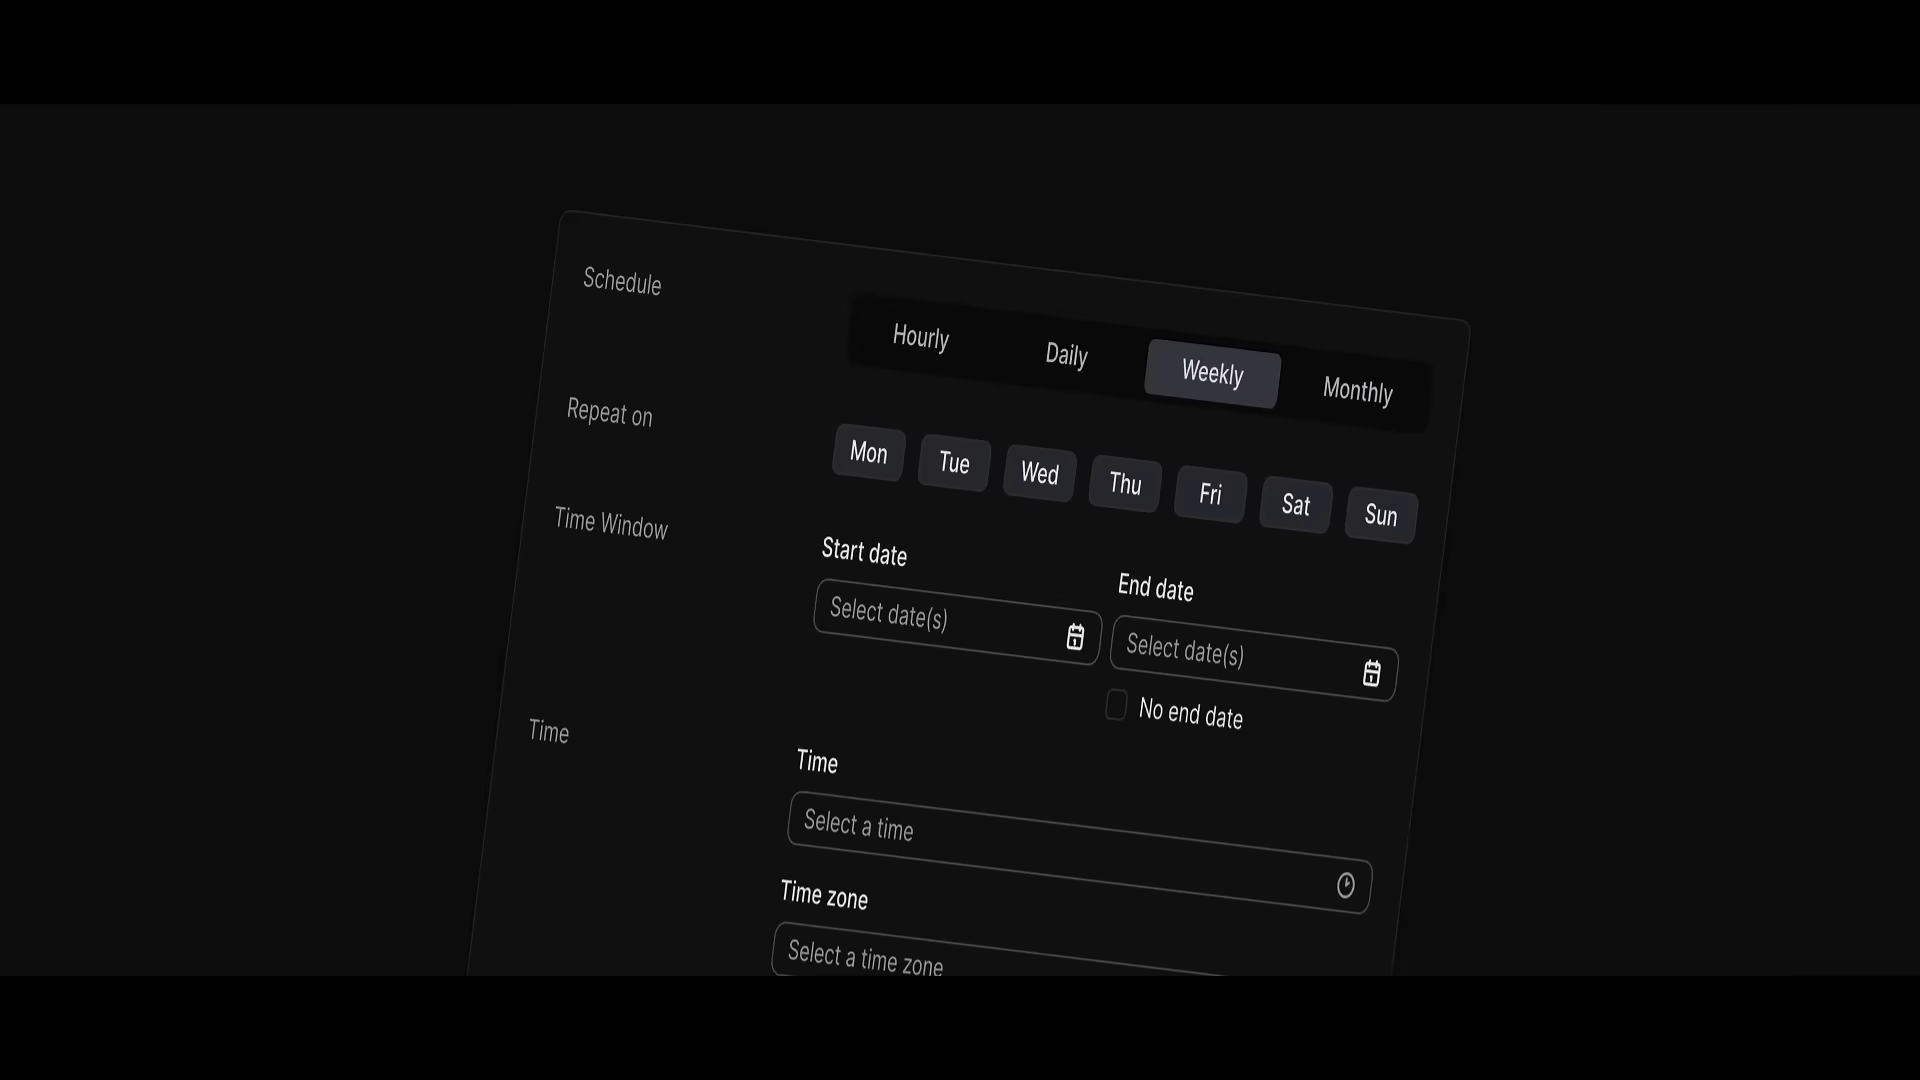 Schedule
Hourly Daily Weekly Monthly
Repeat on
Mon Tue Wed Thu Fri Sat Sun
Time Window
Start date End date
Select date(s) Select date(s)
No end date
Time
Time
Select a time
Time zone
Select a time zone